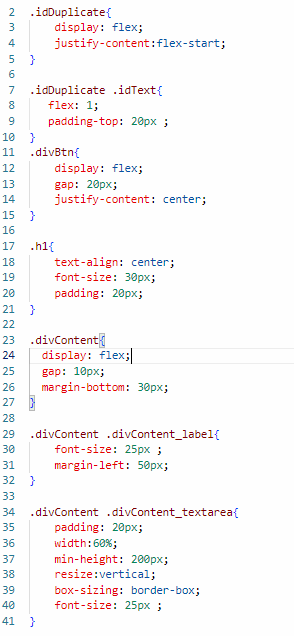 2 .idDuplicate{
3 display: flex;
4 justify-content:flex-start;
5 }
6
7 .idDuplicate .idText{
8 flex: 1;
9 padding-top: 20px ;
10 }
11 .divBtn{
12 display: flex;
13 gap: 20px;
14 justify-content: center;
15 }
16
17 .h1{
18 text-align: center;
19 font-size: 30px;
20 padding: 20px;
21 }
22
23 .divContent{
24 display: flex;
25 gap: 10px;
26 margin-bottom: 30px;
27 }
28
29 .divContent .divContent_label{
30 font-size: 25px ;
31 margin-left: 50px;
32 }
33
34 .divContent .divContent_textarea{
35 padding: 20px;
36 width:60%;
37 min-height: 200px;
38 resize:vertical;
39 box-sizing: border-box;
40 font-size: 25px ;
41 }